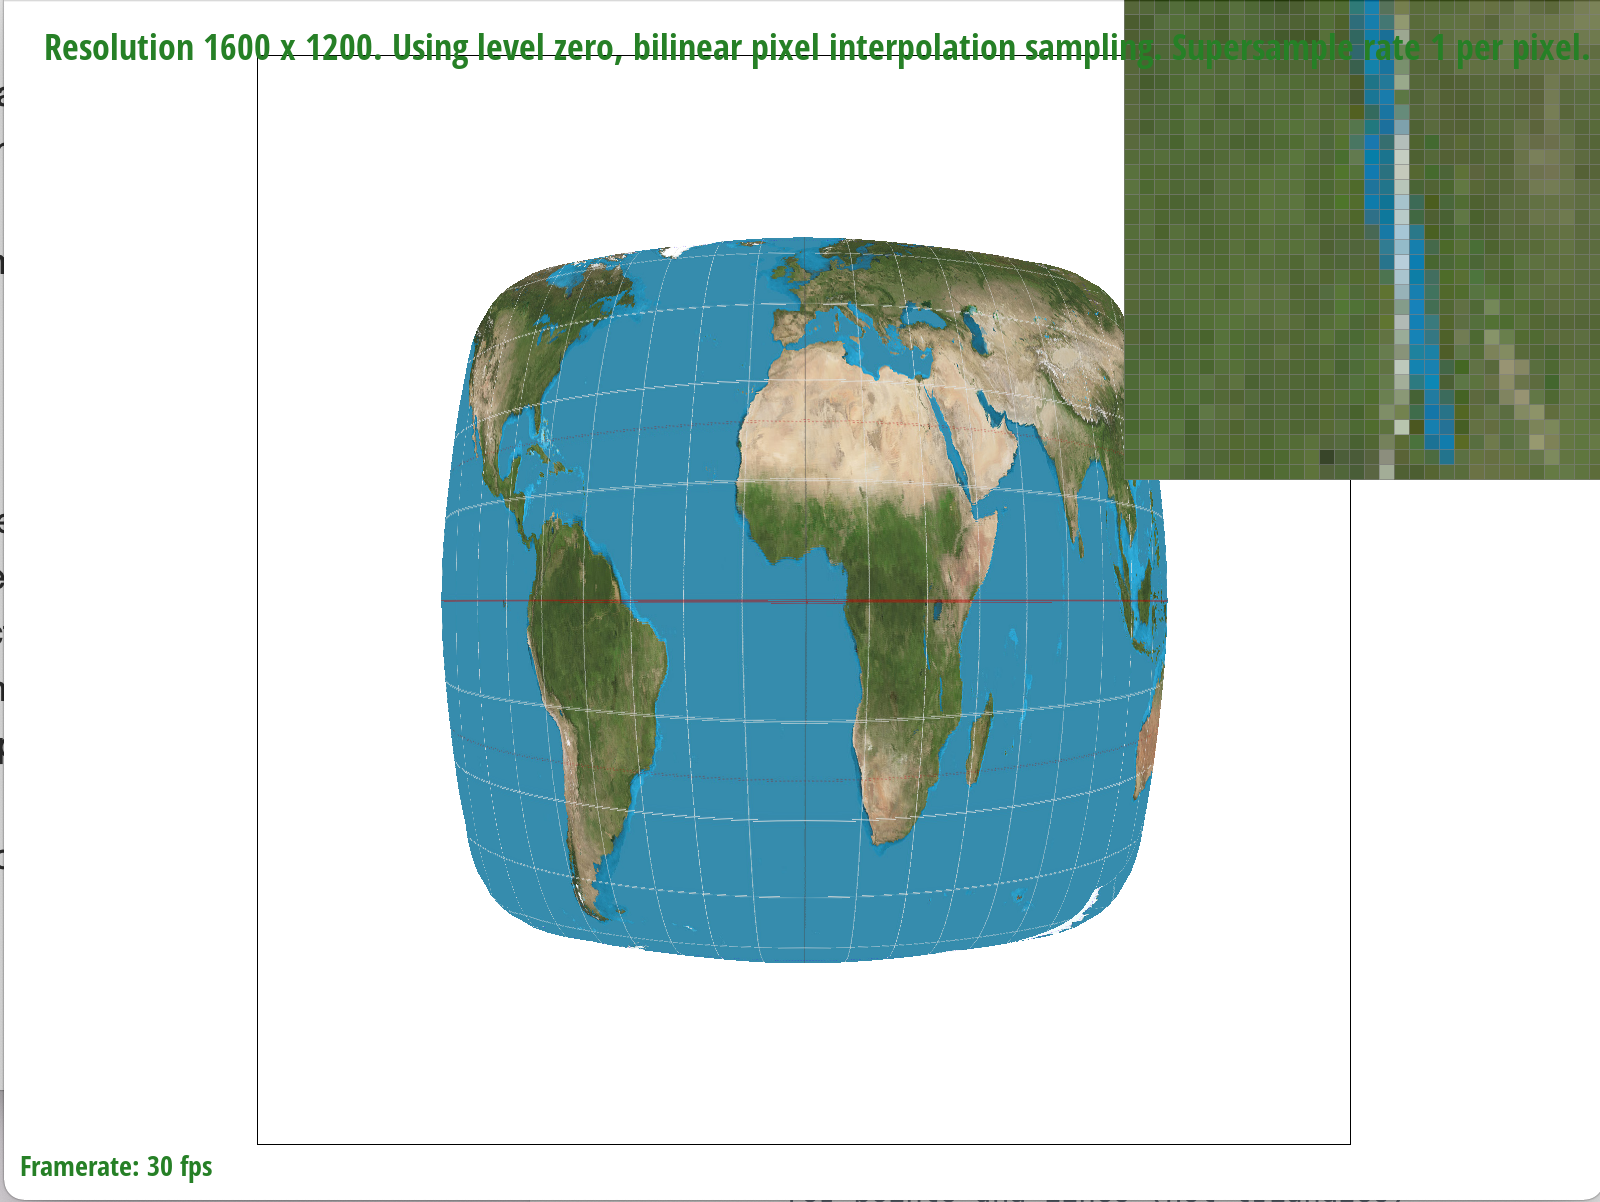 Resolution 1600 x 1200. Using level zero, bilinear pixel interpolation sampling. Supersample rate 1 per pixel.
Framerate: 30 fps